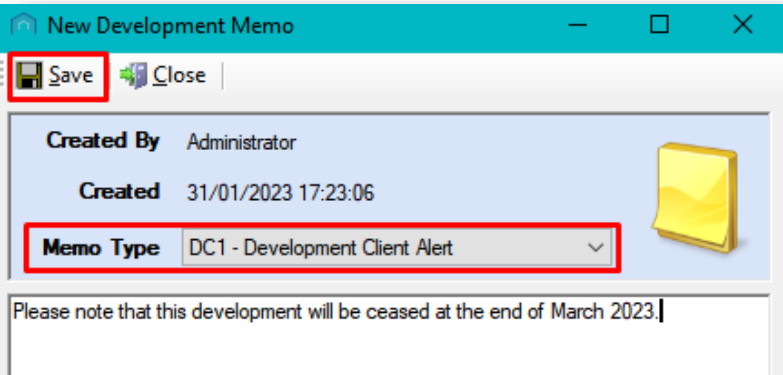 New Development Memo
Save Close
Created By Administrator
Created 31/01/2023 17:23:06
Memo Type DC1 - Development Client Alert
Please note that this development will be ceased at the end of March 2023.